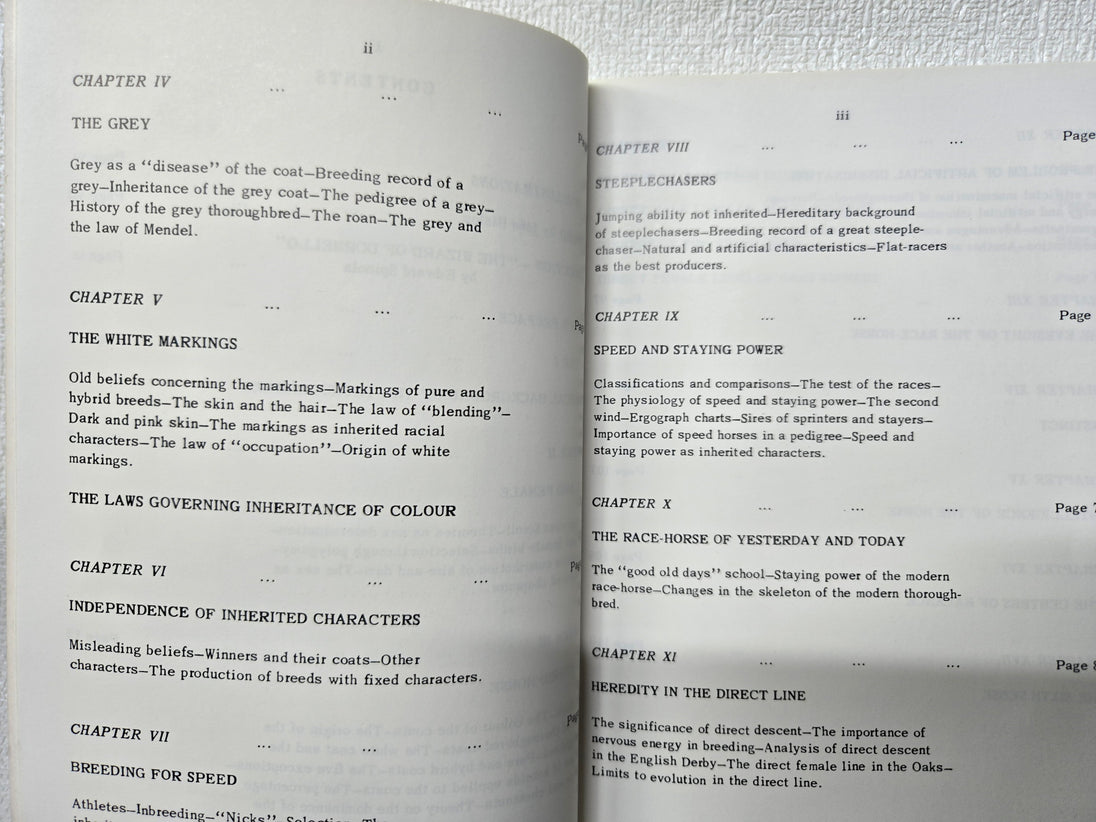 ii
CHAPTER IV ... ... ...
THE GREY
Grey as a “disease” of the coat—Breeding record of a
grey—Inheritance of the grey coat—The pedigree of a grey—
History of the grey thoroughbred—The roan—The grey and
the law of Mendel.
CHAPTER V ... ... ...
THE WHITE MARKINGS
Old beliefs concerning the markings—Markings of pure and
hybrid breeds—The skin and the hair—The law of “blending”—
Dark and pink skin—The markings as inherited racial
characters—The law of “occupation”—Origin of white
markings.
THE LAWS GOVERNING INHERITANCE OF COLOUR
CHAPTER VI ... ... ...
INDEPENDENCE OF INHERITED CHARACTERS
Misleading beliefs—Winners and their coats—Other
characters—The production of breeds with fixed characters.
CHAPTER VII ... ... ...
BREEDING FOR SPEED
Athletes—Inbreeding—“Nicks”
iii
CHAPTER VIII ... ... ... Page
STEEPLECHASERS
Jumping ability not inherited—Hereditary background
of steeplechasers—Breeding record of a great steeple-
chaser—Natural and artificial characteristics—Flat-racers
as the best producers.
CHAPTER IX ... ... ... Page
SPEED AND STAYING POWER
Classifications and comparisons—The test of the races—
The physiology of speed and staying power—The second
wind—Ergograph charts—Sires of sprinters and stayers—
Importance of speed horses in a pedigree—Speed and
staying power as inherited characters.
CHAPTER X ... ... ... Page 7
THE RACE-HORSE OF YESTERDAY AND TODAY
The “good old days” school—Staying power of the modern
race-horse—Changes in the skeleton of the modern thorough-
bred.
CHAPTER XI ... ... ... Page 8
HEREDITY IN THE DIRECT LINE
The significance of direct descent—The importance of
nervous energy in breeding—Analysis of direct descent
in the English Derby—The direct female line in the Oaks—
Limits to evolution in the direct line.